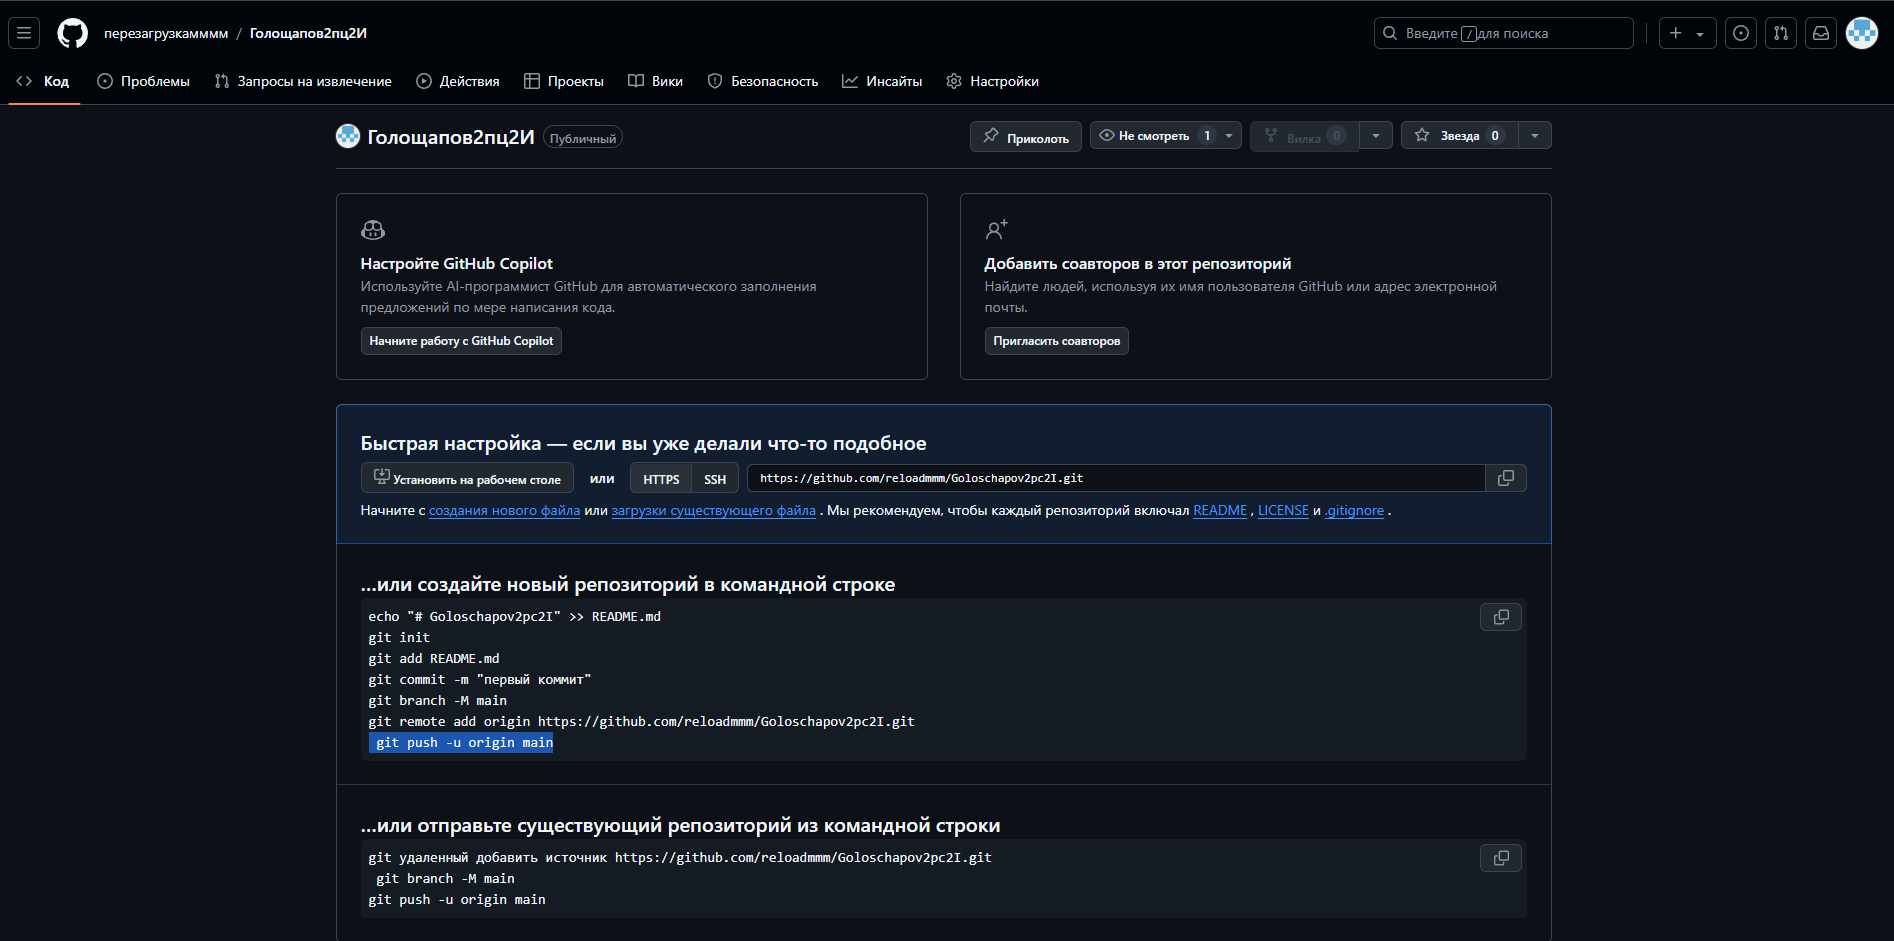 перезагрузкамммм / Голощапов2пц2И
Введите / для поиска
Код Проблемы Запросы на извлечение Действия Проекты Вики Безопасность Инсайты Настройки
Голощапов2пц2И Публичный
Приколоть Не смотреть 1 Вилка 0 Звезда 0
Настройте GitHub Copilot
Используйте AI-программист GitHub для автоматического заполнения
предложений по мере написания кода.
Начните работу с GitHub Copilot
Добавить соавторов в этот репозиторий
Найдите людей, используя их имя пользователя GitHub или адрес электронной
почты.
Пригласить соавторов
Быстрая настройка — если вы уже делали что-то подобное
Установить на рабочем столе или HTTPS SSH https://github.com/reloadmmm/Goloschapov2pc2I.git
Начните с создания нового файла или загрузки существующего файла . Мы рекомендуем, чтобы каждый репозиторий включал README , LICENSE и .gitignore .
...или создайте новый репозиторий в командной строке
echo "# Goloschapov2pc2I" >> README.md
git init
git add README.md
git commit -m "первый коммит"
git branch -M main
git remote add origin https://github.com/reloadmmm/Goloschapov2pc2I.git
git push -u origin main
...или отправьте существующий репозиторий из командной строки
git удаленный добавить источник https://github.com/reloadmmm/Goloschapov2pc2I.git
git branch -M main
git push -u origin main